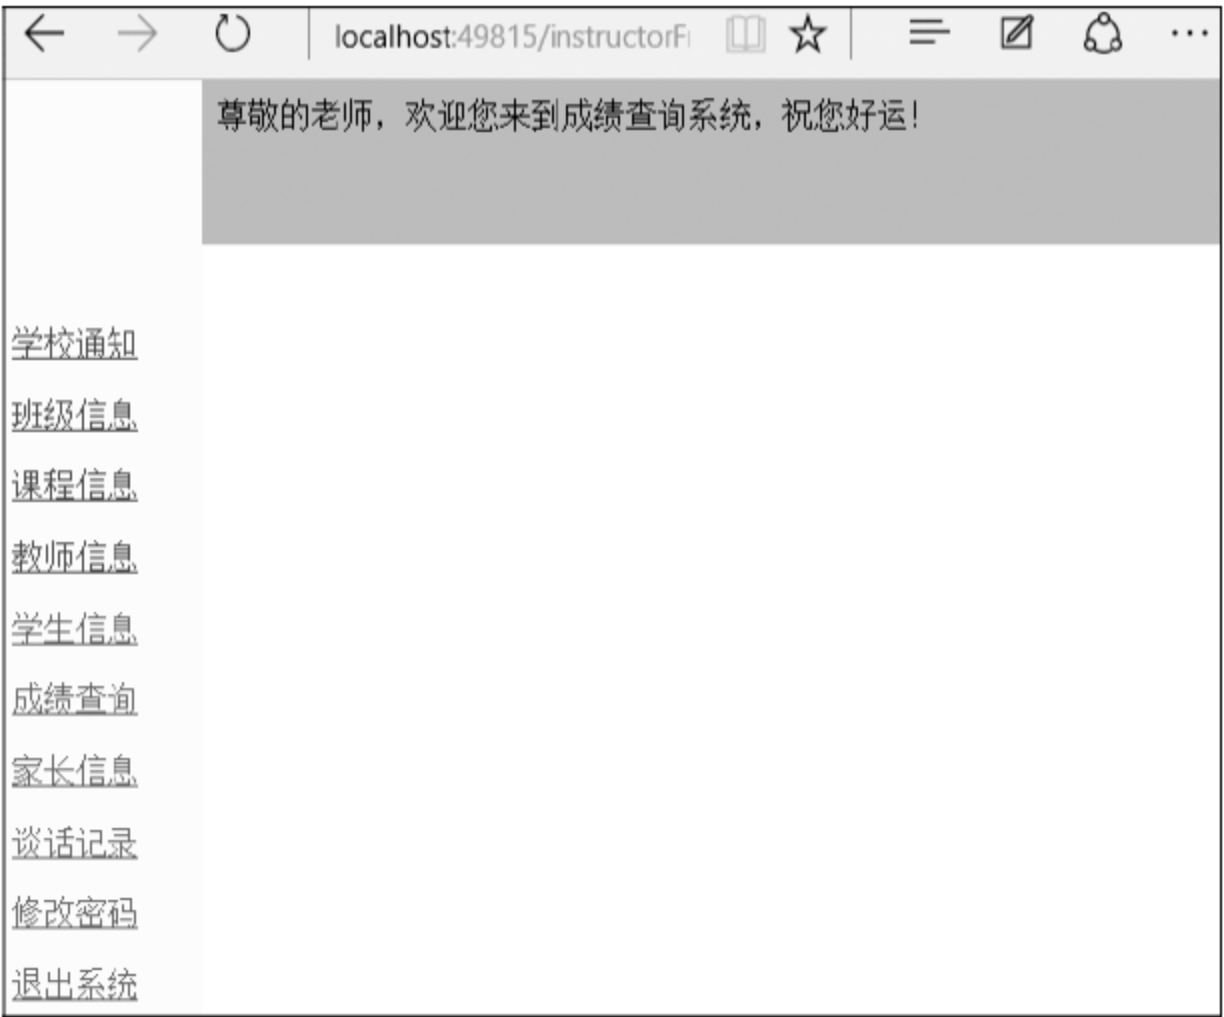 localhost:49815/instructorF
尊敬的老师，欢迎您来到成绩查询系统，祝您好运！
学校通知
班级信息
课程信息
教师信息
学生信息
成绩查询
家长信息
谈话记录
修改密码
退出系统